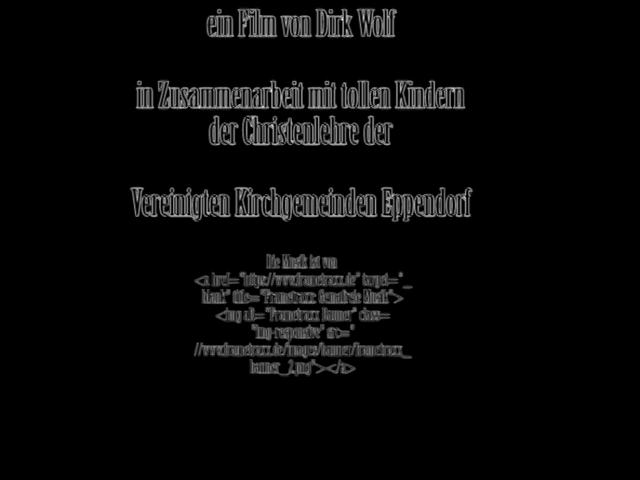 ein Film von Dirk Wolf
in Zusammenarbeit mit tollen Kindern
der Christenlehre der
Vereinigten Kirchgemeinden Eppendorf
Die Musik ist von
<a href="https://www.frametraxx.de" target="_
blank" title="Frametraxx Gemafreie Musik">
<img alt="Frametraxx Banner" class=
"img-responsive" src="
//www.frametraxx.de/images/banner/frametraxx_
banner_2.png"></a>